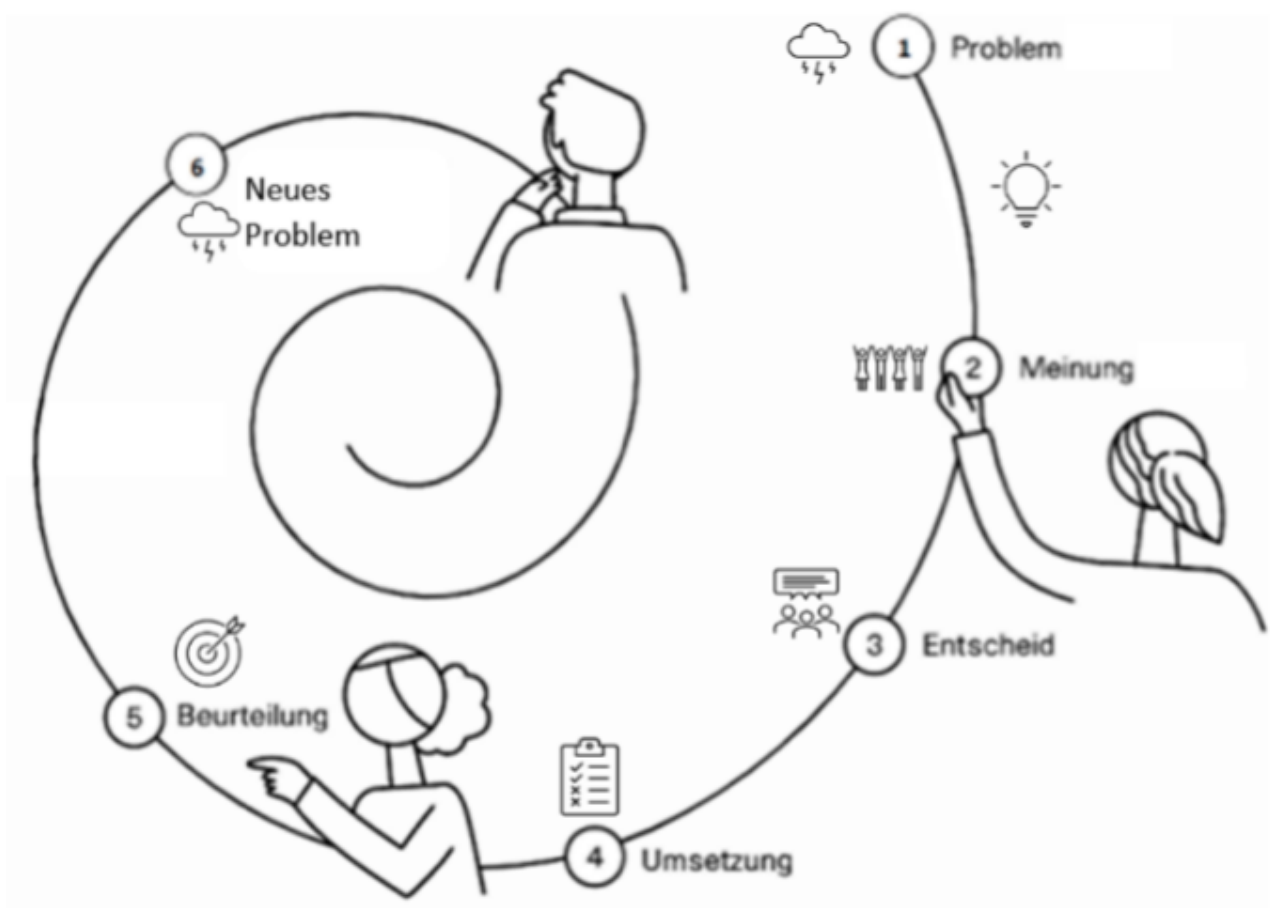 1 Problem
2 Meinung
3 Entscheid
4 Umsetzung
5 Beurteilung
6 Neues
Problem